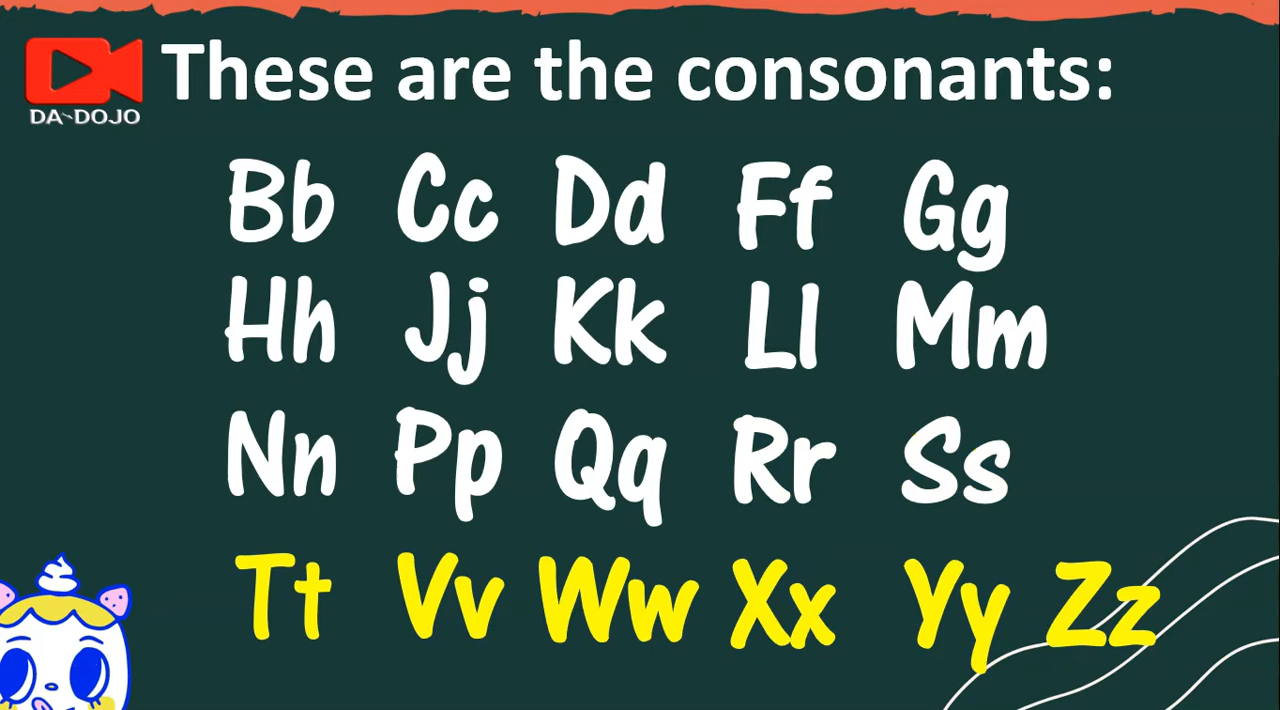 These are the consonants:
DA-DOJO
Bb Cc Dd Ff Gg
Hh Jj Kk Ll Mm
Nn Pp Qq Rr Ss
Tt Vv Ww Xx Yy Zz